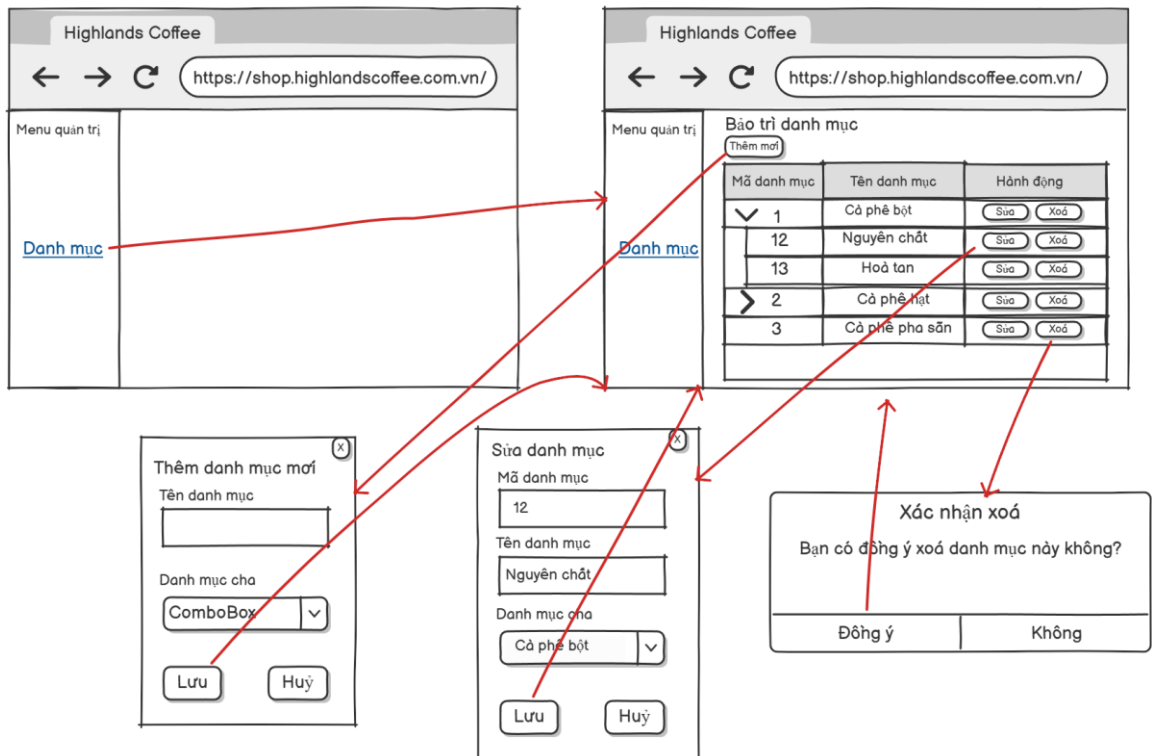 Highlands Coffee
https://shop.highlandscoffee.com.vn/
Menu quản trị
Danh mục
Highlands Coffee
https://shop.highlandscoffee.com.vn/
Menu quản trị
Danh mục
Bảo trì danh mục
Thêm mới
Mã danh mục Tên danh mục Hành động
1 Cà phê bột Sửa Xoá
12 Nguyên chất Sửa Xoá
13 Hoà tan Sửa Xoá
2 Cà phê hạt Sửa Xoá
3 Cà phê pha sẵn Sửa Xoá
X
Thêm danh mục mới
Tên danh mục
Danh mục cha
ComboBox
Lưu Huỷ
X
Sửa danh mục
Mã danh mục
12
Tên danh mục
Nguyên chất
Danh mục cha
Cà phê bột
Lưu Huỷ
Xác nhận xoá
Bạn có đồng ý xoá danh mục này không?
Đồng ý Không